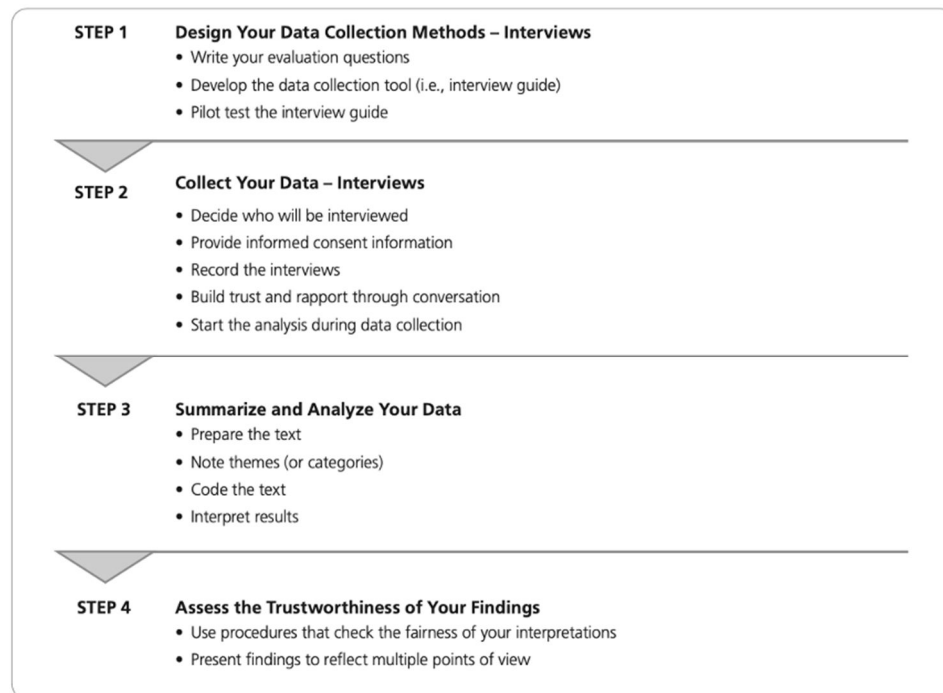 STEP 1 Design Your Data Collection Methods – Interviews
• Write your evaluation questions
• Develop the data collection tool (i.e., interview guide)
• Pilot test the interview guide
STEP 2 Collect Your Data – Interviews
• Decide who will be interviewed
• Provide informed consent information
• Record the interviews
• Build trust and rapport through conversation
• Start the analysis during data collection
STEP 3 Summarize and Analyze Your Data
• Prepare the text
• Note themes (or categories)
• Code the text
• Interpret results
STEP 4 Assess the Trustworthiness of Your Findings
• Use procedures that check the fairness of your interpretations
• Present findings to reflect multiple points of view